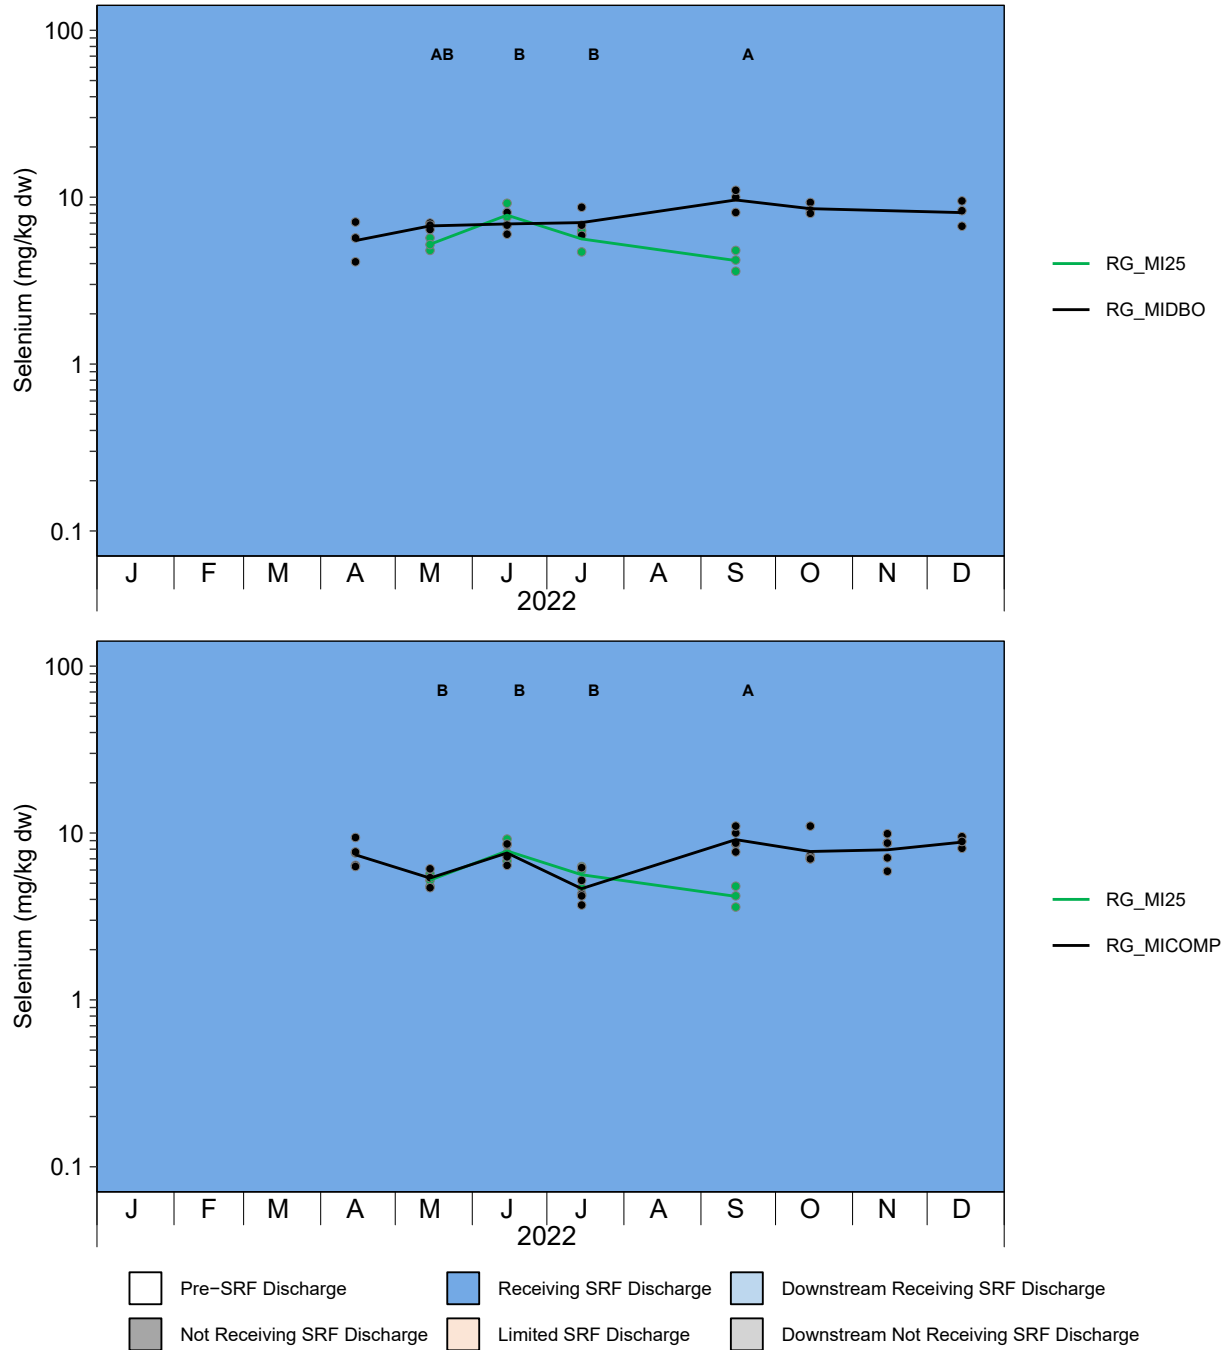 100
AB B B A
10
Selenium (mg/kg dw)
RG_MI25
RG_MIDBO
1
0.1
J F M A M J J A S O N D
2022
100
B B B A
10
Selenium (mg/kg dw)
RG_MI25
RG_MICOMP
1
0.1
J F M A M J J A S O N D
2022
Pre−SRF Discharge Receiving SRF Discharge Downstream Receiving SRF Discharge
Not Receiving SRF Discharge Limited SRF Discharge Downstream Not Receiving SRF Discharge